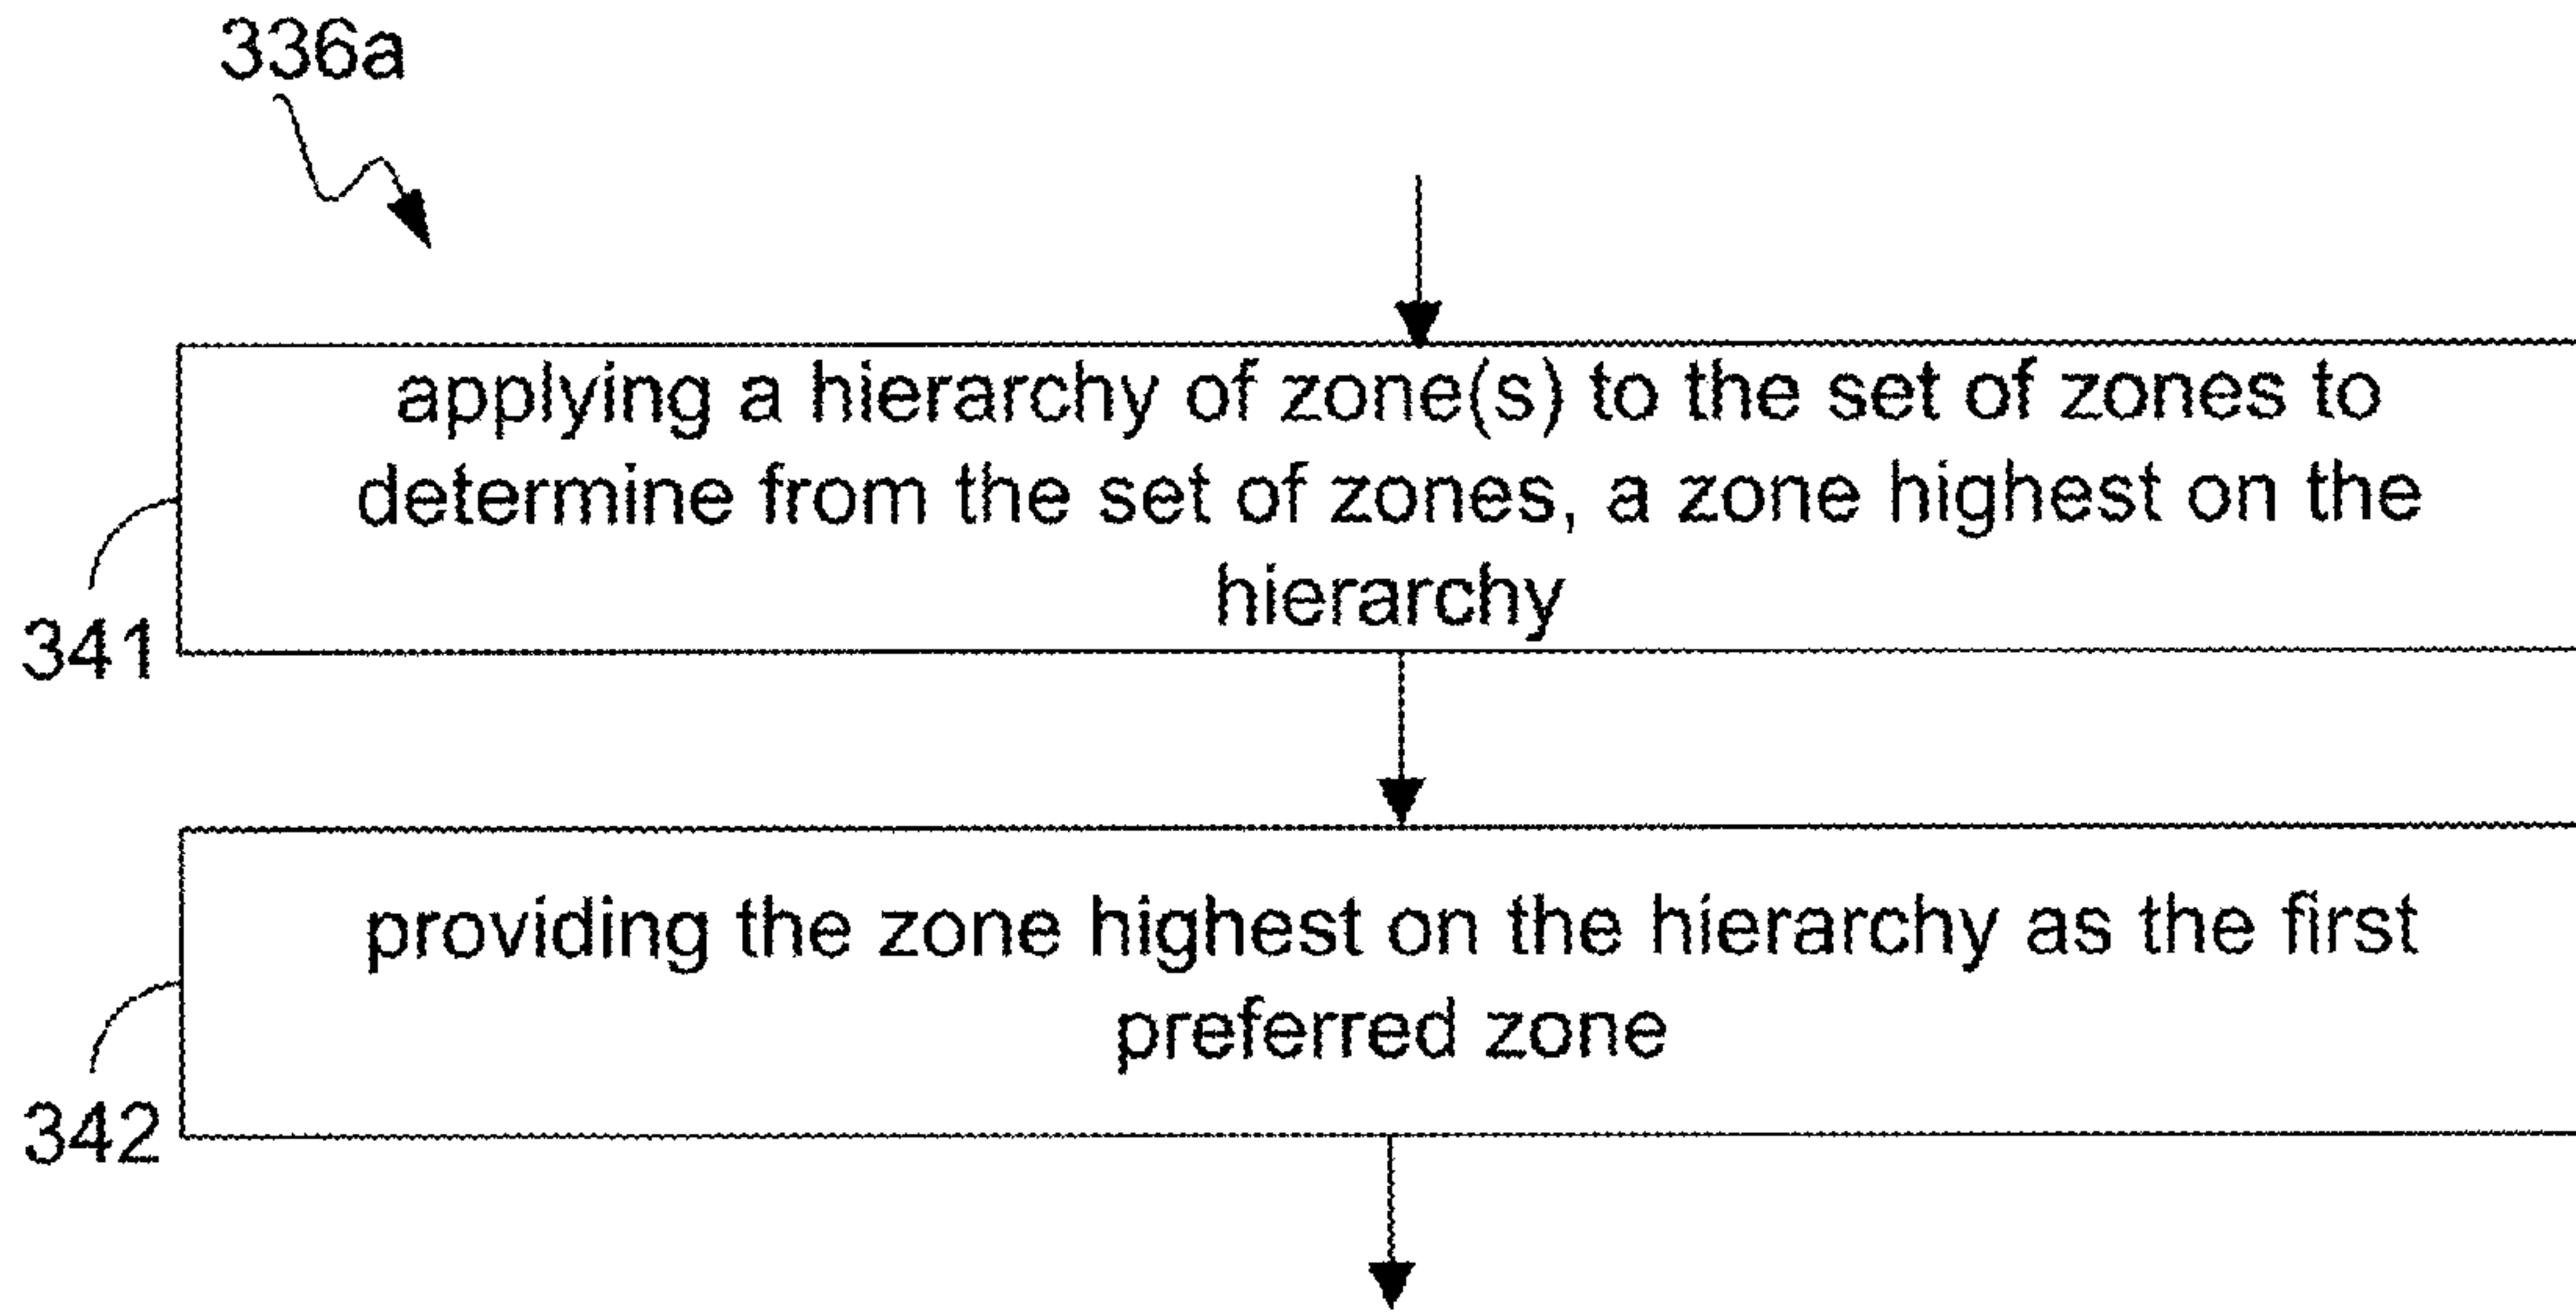 336a
applying a hierarchy of zone(s) to the set of zones to
determine from the set of zones, a zone highest on the
hierarchy
341
providing the zone highest on the hierarchy as the first
preferred zone
342